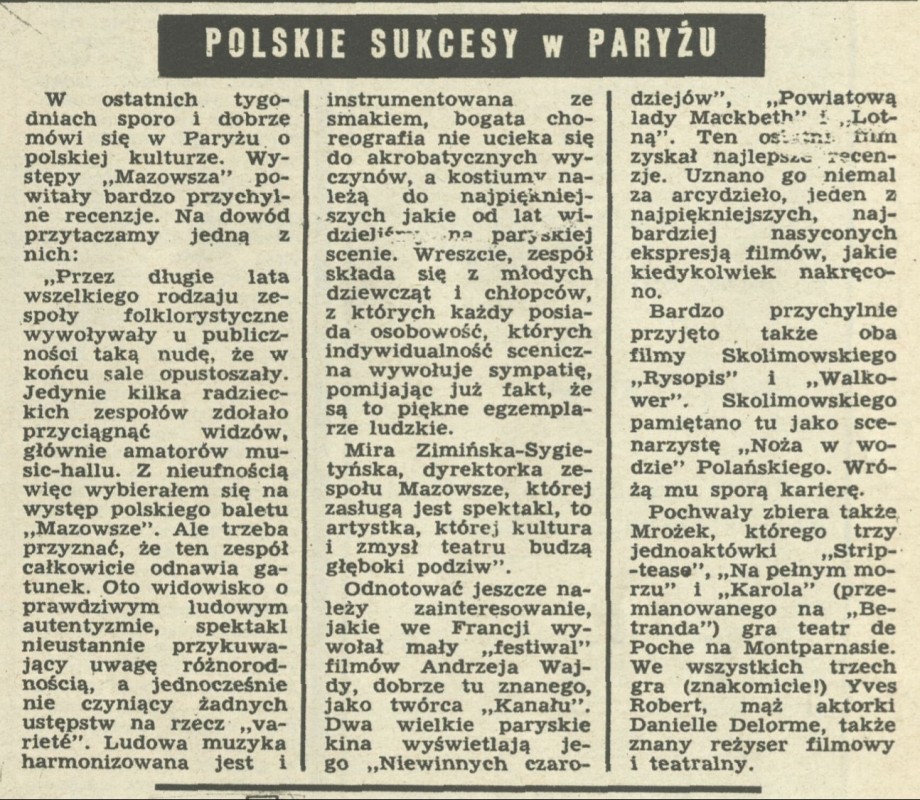 POLSKIE SUKCESY w PARYŻU
W ostatnich tygo-
dniach sporo i dobrze
mówi się w Paryżu o
polskiej kulturze. Wy-
stępy „Mazowsza" po-
witały bardzo przychyl-
ne recenzje. Na dowód
przytaczamy jedną z
nich:
„Przez długie lata
wszelkiego rodzaju ze-
społy folklorystyczne
wywoływały u publicz-
ności taką nudę, że w
końcu sale opustoszały.
Jedynie kilka radziec-
kich zespołów zdołało
przyciągnąć widzów,
głównie amatorów mu-
sic-hallu. Z nieufnością
więc wybierałem się na
występ polskiego baletu
„Mazowsze". Ale trzeba
przyznać, że ten zespół
całkowicie odnawia ga-
tunek. Oto widowisko o
prawdziwym ludowym
autentyzmie, spektakl
nieustannie przykuwa-
jący uwagę różnorod-
nością, a jednocześnie
nie czyniący żadnych
ustępstw na rzecz „va-
rieté". Ludowa muzyka
harmonizowana jest i
instrumentowana ze
smakiem, bogata cho-
reografia nie ucieka się
do akrobatycznych wy-
czynów, a kostiumy na-
leżą do najpiękniej-
szych jakie od lat wi-
dzieliśmy na paryskiej
scenie. Wreszcie, zespół
składa się z młodych
dziewcząt i chłopców,
z których każdy posia-
da osobowość, których
indywidualność scenicz-
na wywołuje sympatię,
pomijając już fakt, że
są to piękne egzempla-
rze ludzkie.
Mira Zimińska-Sygie-
tyńska, dyrektorka ze-
społu Mazowsze, której
zasługą jest spektakl, to
artystka, której kultura
i zmysł teatru budzą
głęboki podziw".
Odnotować jeszcze na-
leży zainteresowanie,
jakie we Francji wy-
wołał mały „festiwal"
filmów Andrzeja Waj-
dy, dobrze tu znanego,
jako twórca „Kanału".
Dwa wielkie paryskie
kina wyświetlają je-
go „Niewinnych czaro-
dziejów", „Powiatową
lady Mackbeth" i „Lot-
ną". Ten ostatni film
zyskał najlepsze recen-
zje. Uznano go niemal
za arcydzieło, jeden z
najpiękniejszych, naj-
bardziej nasyconych
ekspresją filmów, jakie
kiedykolwiek nakręco-
no.
Bardzo przychylnie
przyjęto także oba
filmy Skolimowskiego
„Rysopis" i „Walko-
wer". Skolimowskiego
pamiętano tu jako sce-
narzystę „Noża w wo-
dzie" Polańskiego. Wró-
żą mu sporą karierę.
Pochwały zbiera także
Mrożek, którego trzy
jednoaktówki „Strip-
-tease", „Na pełnym mo-
rzu" i „Karola" (prze-
mianowanego na „Be-
tranda") gra teatr de
Poche na Montparnasie.
We wszystkich trzech
gra (znakomicie!) Yves
Robert, mąż aktorki
Danielle Delorme, także
znany reżyser filmowy
i teatralny.